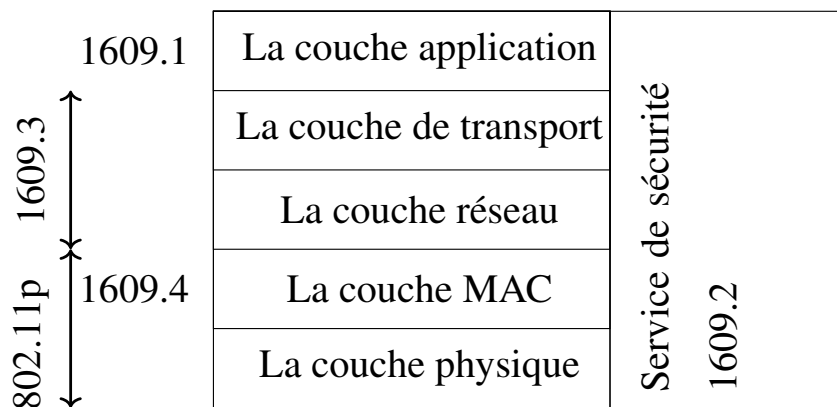 1609.1
La couche application
1609.3
La couche de transport
La couche réseau
802.11p
1609.4
La couche MAC
La couche physique
Service de sécurité
1609.2